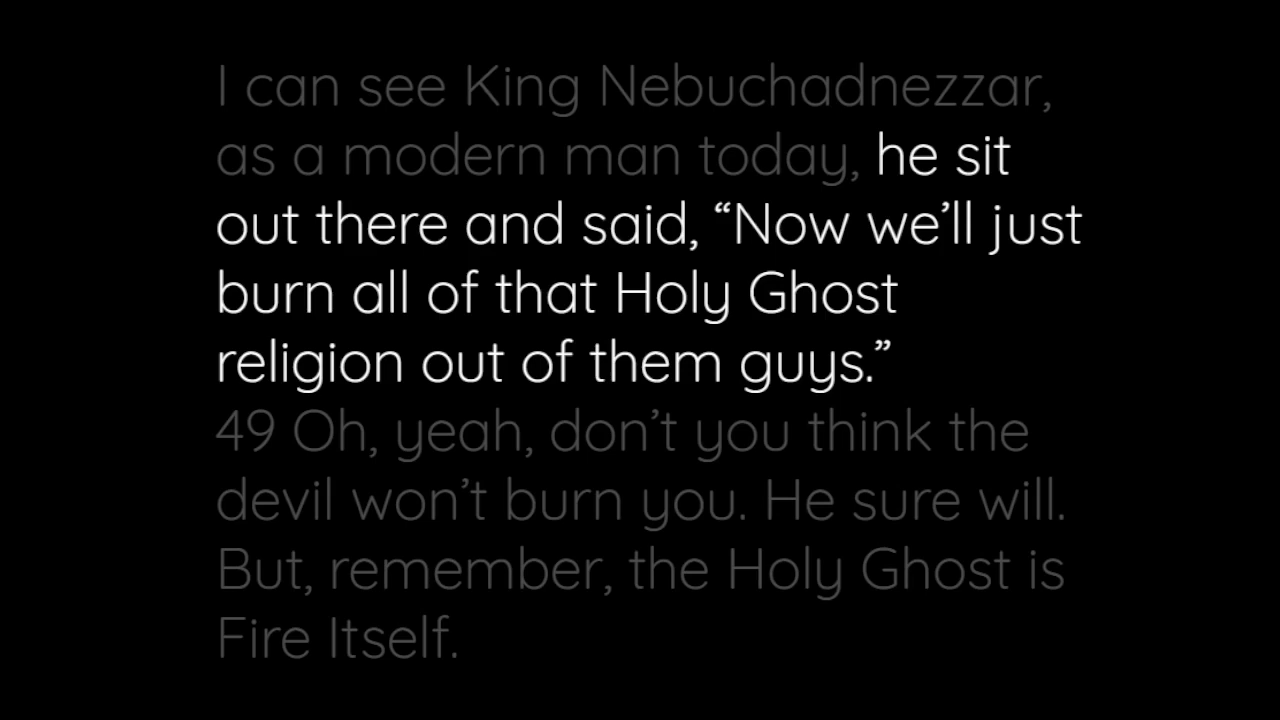 I can see King Nebuchadnezzar,
as a modern man today, he sit
out there and said, “Now we’ll just
burn all of that Holy Ghost
religion out of them guys.”
49 Oh, yeah, don’t you think the
devil won’t burn you. He sure will.
But, remember, the Holy Ghost is
Fire Itself.